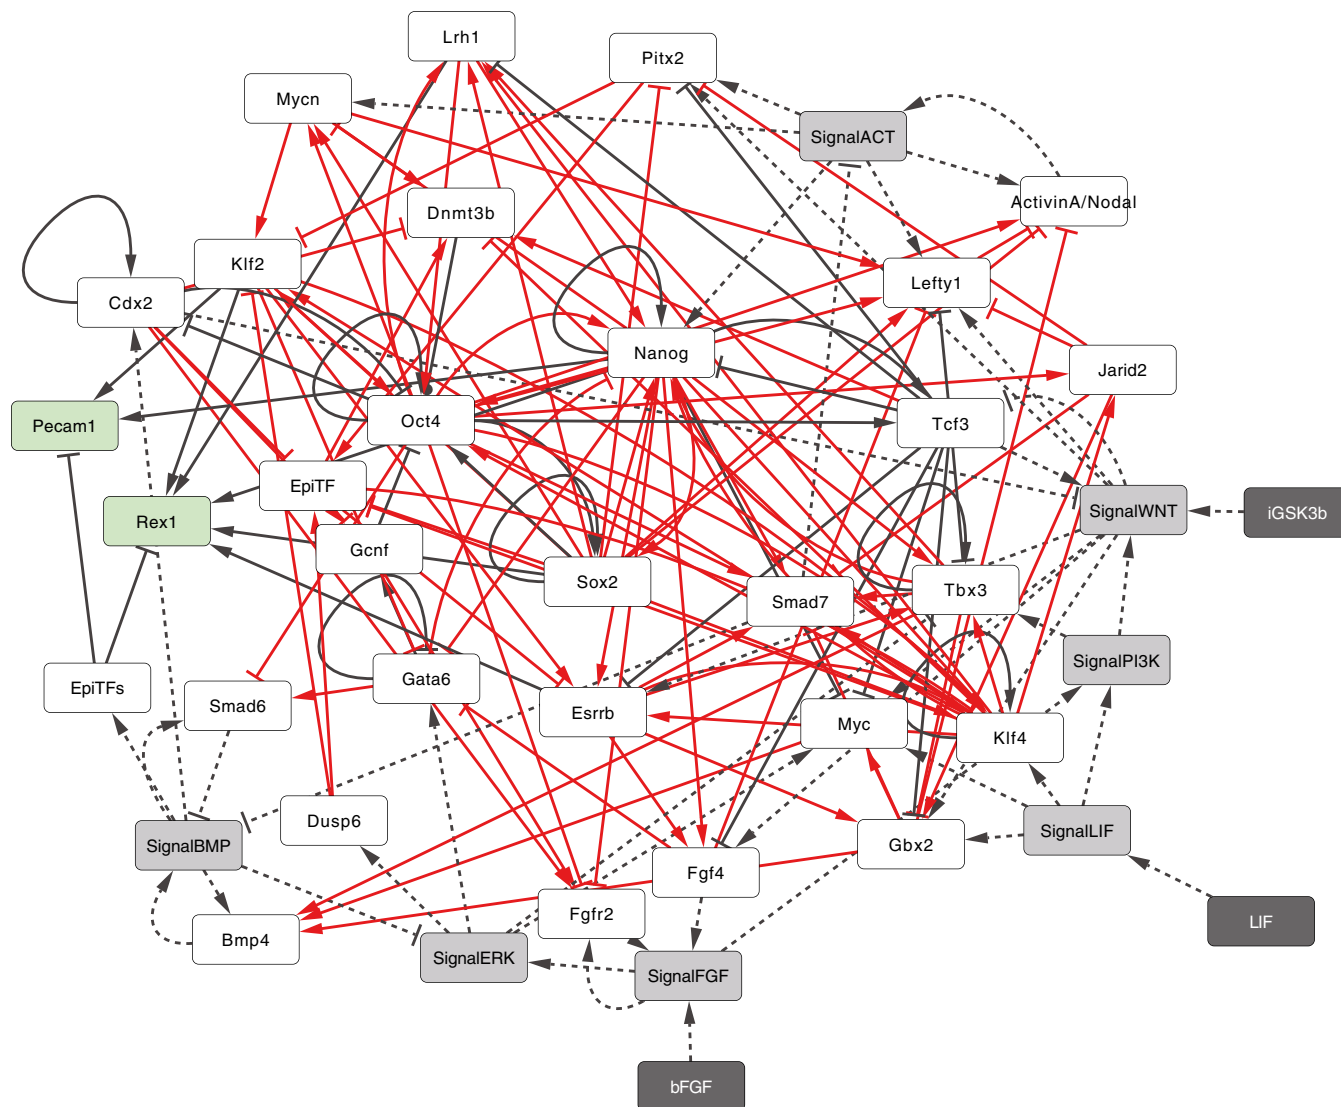 Lrh1
Pitx2
Mycn
SignalACT
ActivinA/Nodal
Dnmt3b
Klf2
Lefty1
Cdx2
Nanog
Jarid2
Pecam1
Oct4
Tcf3
EpiTF
SignalWNT
iGSK3b
Rex1
Gcnf
Sox2
Tbx3
Smad7
SignalPI3K
EpiTFs
Gata6
Smad6
Esrrb
Myc
Klf4
Dusp6
SignalLIF
SignalBMP
Gbx2
Fgf4
Fgfr2
LIF
Bmp4
SignalERK
SignalFGF
bFGF